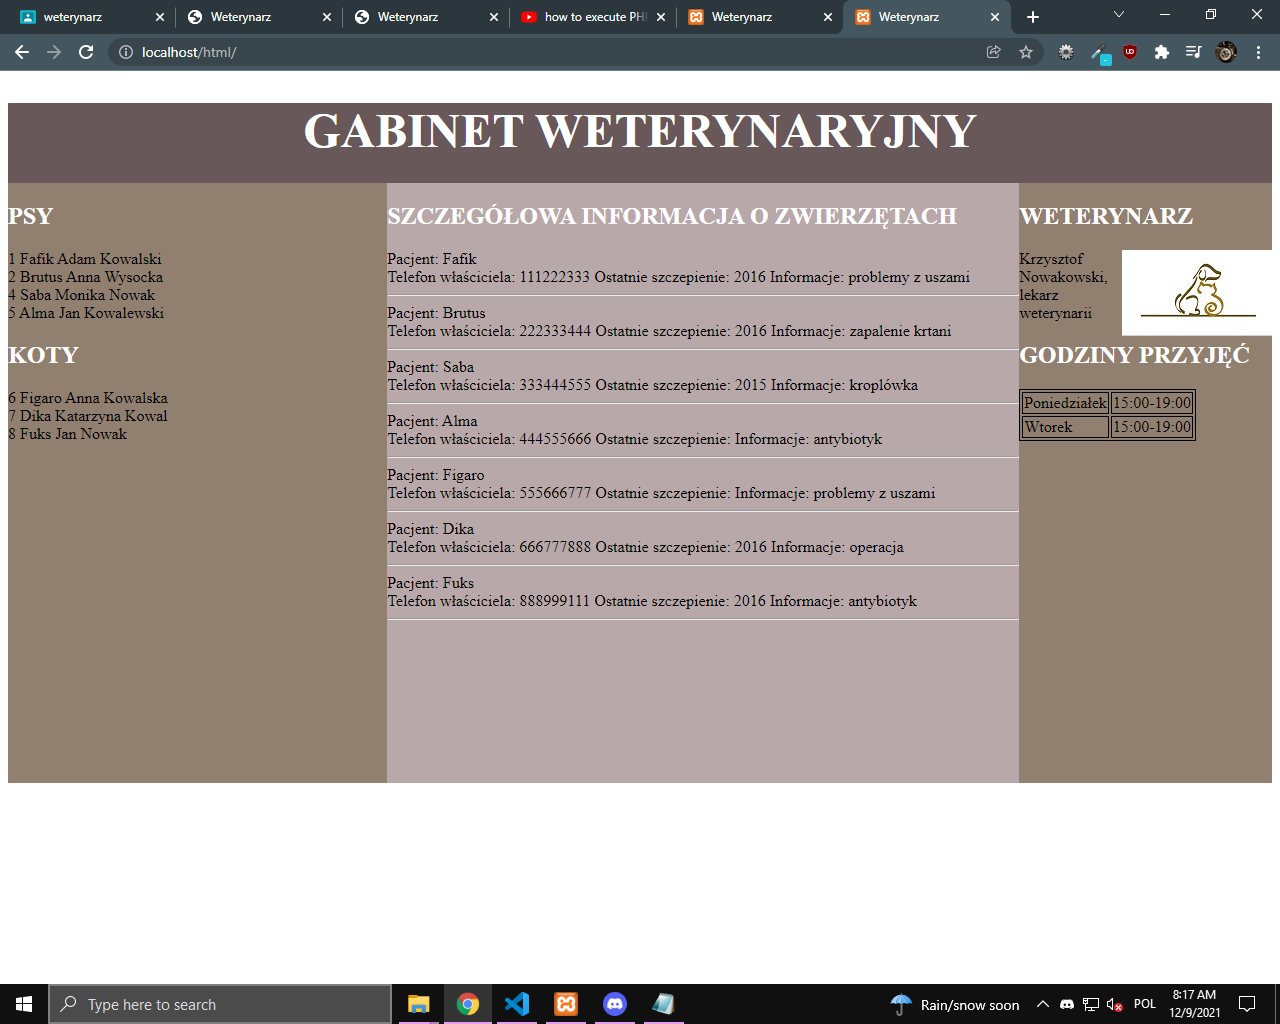 weterynarz
Weterynarz
Weterynarz
how to execute PH
Weterynarz
Weterynarz
localhost/html/
GABINET WETERYNARYJNY
PSY
1 Fafik Adam Kowalski
2 Brutus Anna Wysocka
4 Saba Monika Nowak
5 Alma Jan Kowalewski
KOTY
6 Figaro Anna Kowalska
7 Dika Katarzyna Kowal
8 Fuks Jan Nowak
SZCZEGÓŁOWA INFORMACJA O ZWIERZĘTACH
Pacjent: Fafik
Telefon właściciela: 111222333 Ostatnie szczepienie: 2016 Informacje: problemy z uszami
Pacjent: Brutus
Telefon właściciela: 222333444 Ostatnie szczepienie: 2016 Informacje: zapalenie krtani
Pacjent: Saba
Telefon właściciela: 333444555 Ostatnie szczepienie: 2015 Informacje: kroplówka
Pacjent: Alma
Telefon właściciela: 444555666 Ostatnie szczepienie: Informacje: antybiotyk
Pacjent: Figaro
Telefon właściciela: 555666777 Ostatnie szczepienie: Informacje: problemy z uszami
Pacjent: Dika
Telefon właściciela: 666777888 Ostatnie szczepienie: 2016 Informacje: operacja
Pacjent: Fuks
Telefon właściciela: 888999111 Ostatnie szczepienie: 2016 Informacje: antybiotyk
WETERYNARZ
Krzysztof
Nowakowski,
lekarz
weterynarii
GODZINY PRZYJĘĆ
Poniedziałek 15:00-19:00
Wtorek 15:00-19:00
Type here to search
Rain/snow soon
POL
8:17 AM
12/9/2021